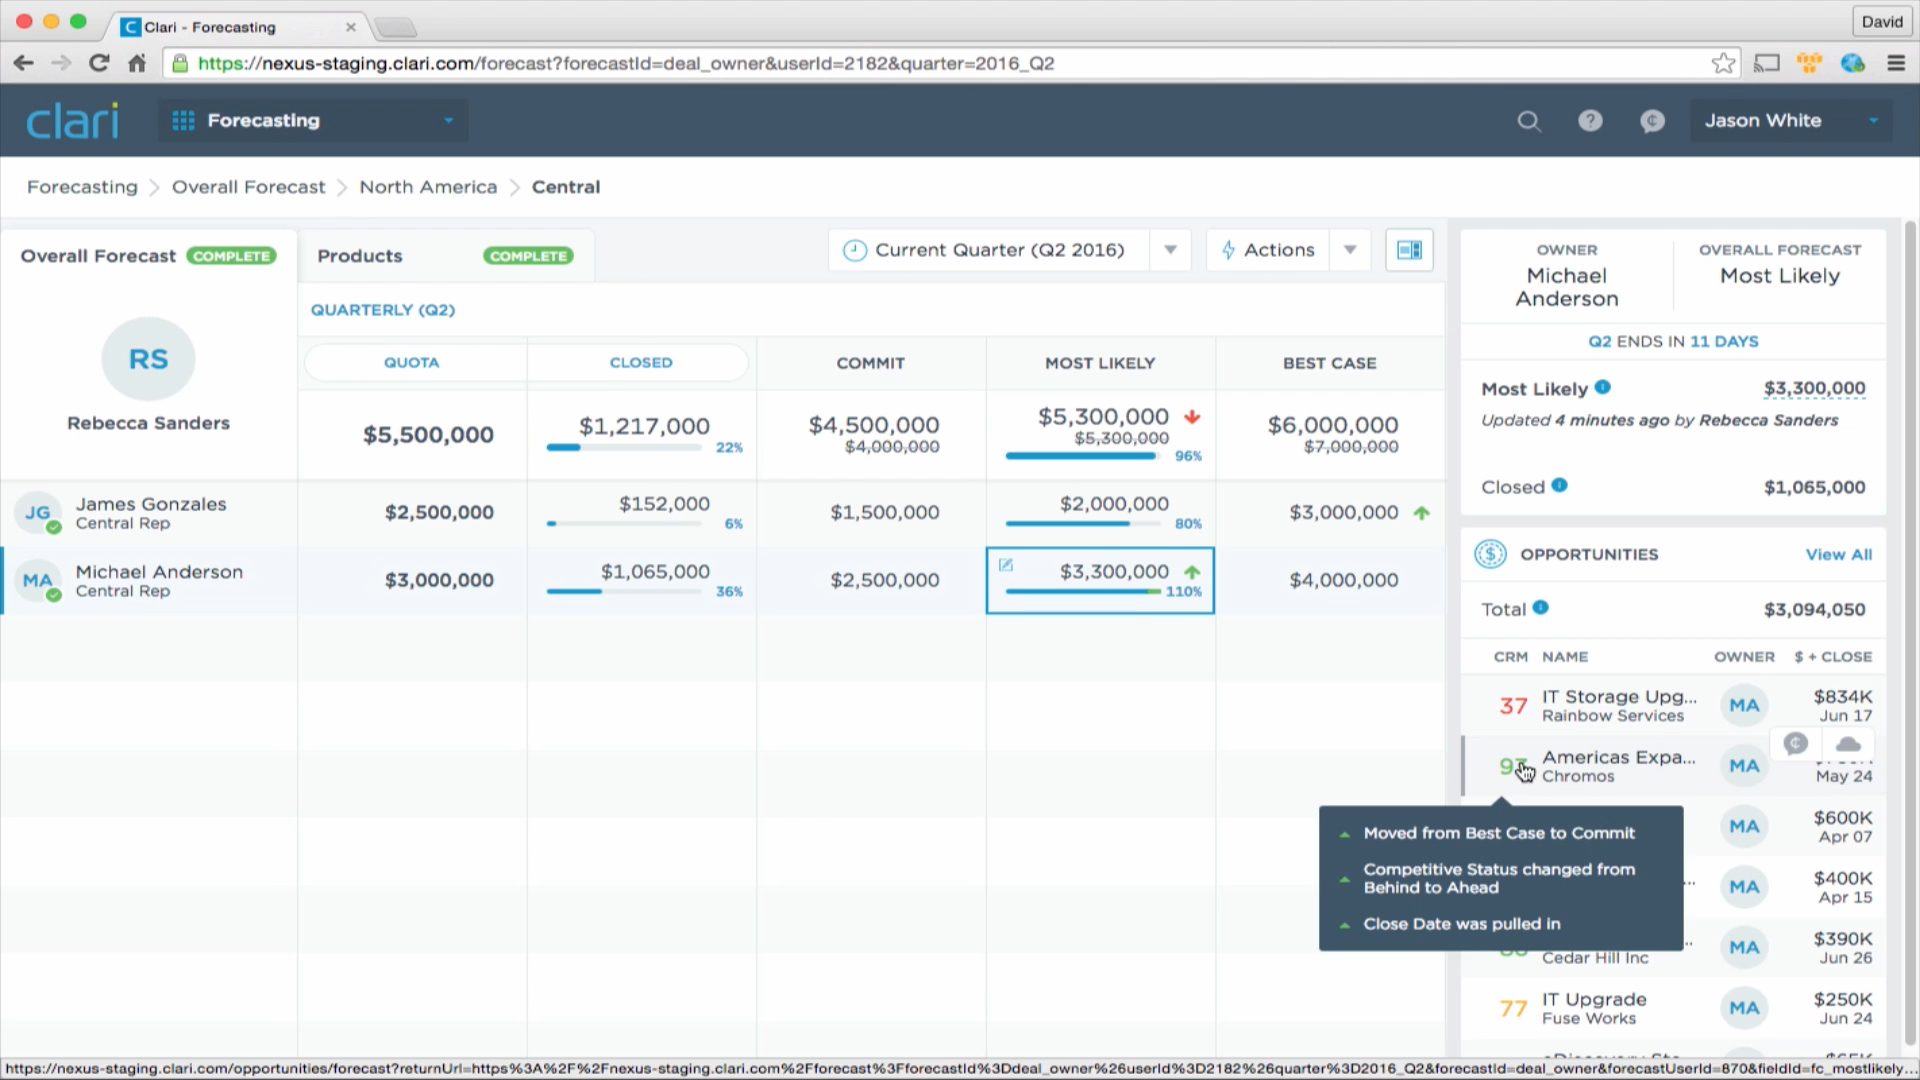 Clari - Forecasting
David
https://nexus-staging.clari.com/forecast?forecastId=deal_owner&userId=2182&quarter=2016_Q2
clari
Forecasting
Jason White
Forecasting
Overall Forecast
North America
Central
Overall Forecast COMPLETE
Products COMPLETE
Current Quarter (Q2 2016)
Actions
QUARTERLY (Q2)
QUOTA CLOSED COMMIT MOST LIKELY BEST CASE
RS
Rebecca Sanders
$5,500,000
$1,217,000
22%
$4,500,000
$4,000,000
$5,300,000
$5,300,000
96%
$6,000,000
$7,000,000
JG
James Gonzales
Central Rep
$2,500,000
$152,000
6%
$1,500,000
$2,000,000
80%
$3,000,000
MA
Michael Anderson
Central Rep
$3,000,000
$1,065,000
36%
$2,500,000
$3,300,000
110%
$4,000,000
OWNER
Michael
Anderson
OVERALL FORECAST
Most Likely
Q2 ENDS IN 11 DAYS
Most Likely $3,300,000
Updated 4 minutes ago by Rebecca Sanders
Closed $1,065,000
OPPORTUNITIES View All
Total $3,094,050
CRM NAME OWNER $ + CLOSE
37 IT Storage Upg... MA $834K
Rainbow Services Jun 17
Americas Expa... MA
Chromos May 24
Moved from Best Case to Commit
Competitive Status changed from
Behind to Ahead
Close Date was pulled in
MA $600K
Apr 07
MA $400K
Apr 15
MA $390K
Cedar Hill Inc Jun 26
77 IT Upgrade MA $250K
Fuse Works Jun 24
https://nexus-staging.clari.com/opportunities/forecast?returnUrl=https%3A%2F%2Fnexus-staging.clari.com%2Fforecast%3FforecastId%3Ddeal_owner%26userId%3D2182%26quarter%3D2016_Q2&forecastId=deal_owner&forecastUserId=870&fieldId=fc_mostlikely...